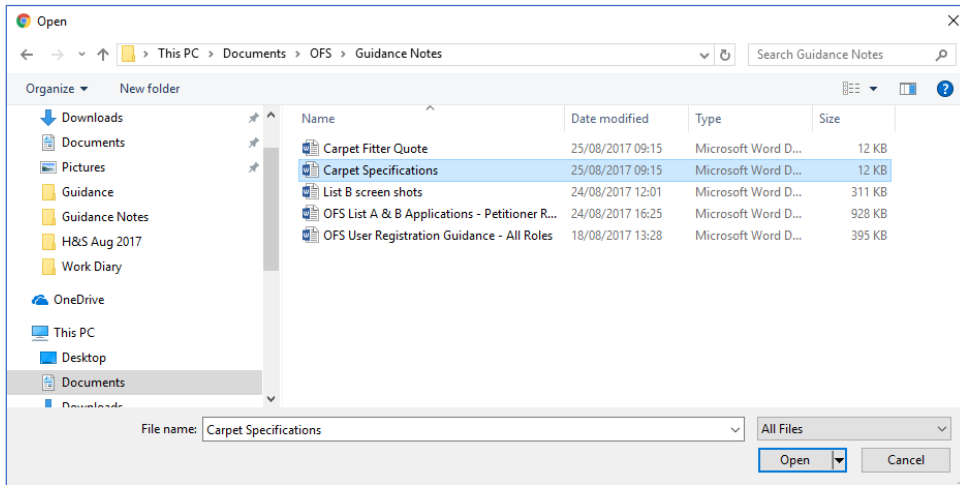 Open
This PC > Documents > OFS > Guidance Notes
Search Guidance Notes
Organize
New folder
Downloads
Documents
Pictures
Guidance
Guidance Notes
H&S Aug 2017
Work Diary
OneDrive
This PC
Desktop
Documents
Downloads
Name Date modified Type Size
Carpet Fitter Quote 25/08/2017 09:15 Microsoft Word D... 12 KB
Carpet Specifications 25/08/2017 09:15 Microsoft Word D... 12 KB
List B screen shots 24/08/2017 12:01 Microsoft Word D... 311 KB
OFS List A & B Applications - Petitioner R... 24/08/2017 16:25 Microsoft Word D... 928 KB
OFS User Registration Guidance - All Roles 18/08/2017 13:28 Microsoft Word D... 395 KB
File name: Carpet Specifications
All Files
Open
Cancel